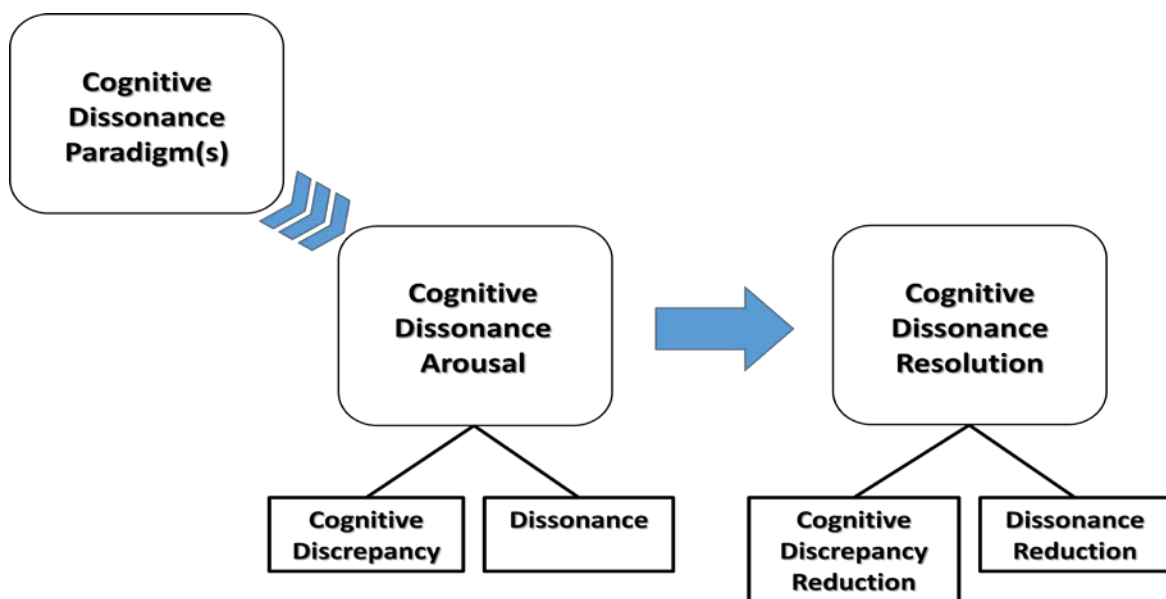 Cognitive
Dissonance
Paradigm(s)
Cognitive
Dissonance
Arousal
Cognitive
Dissonance
Resolution
Cognitive
Discrepancy
Dissonance
Cognitive
Discrepancy
Reduction
Dissonance
Reduction